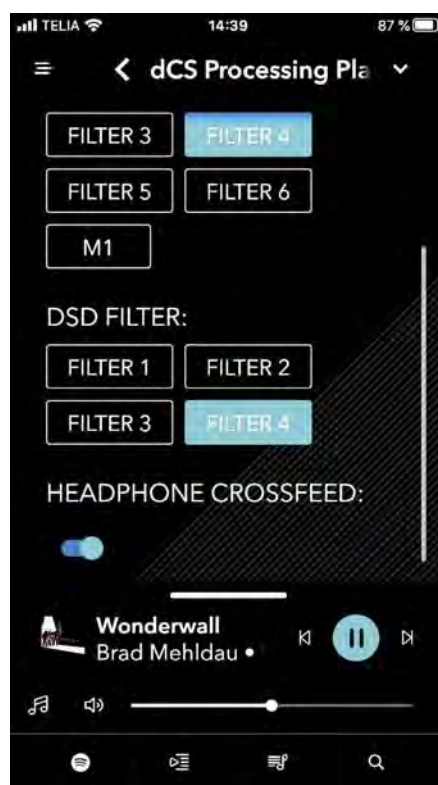 TELIA 14:39 87 %
dCS Processing Pla
FILTER 3 FILTER 4
FILTER 5 FILTER 6
M1
DSD FILTER:
FILTER 1 FILTER 2
FILTER 3 FILTER 4
HEADPHONE CROSSFEED:
Wonderwall
Brad Mehldau •